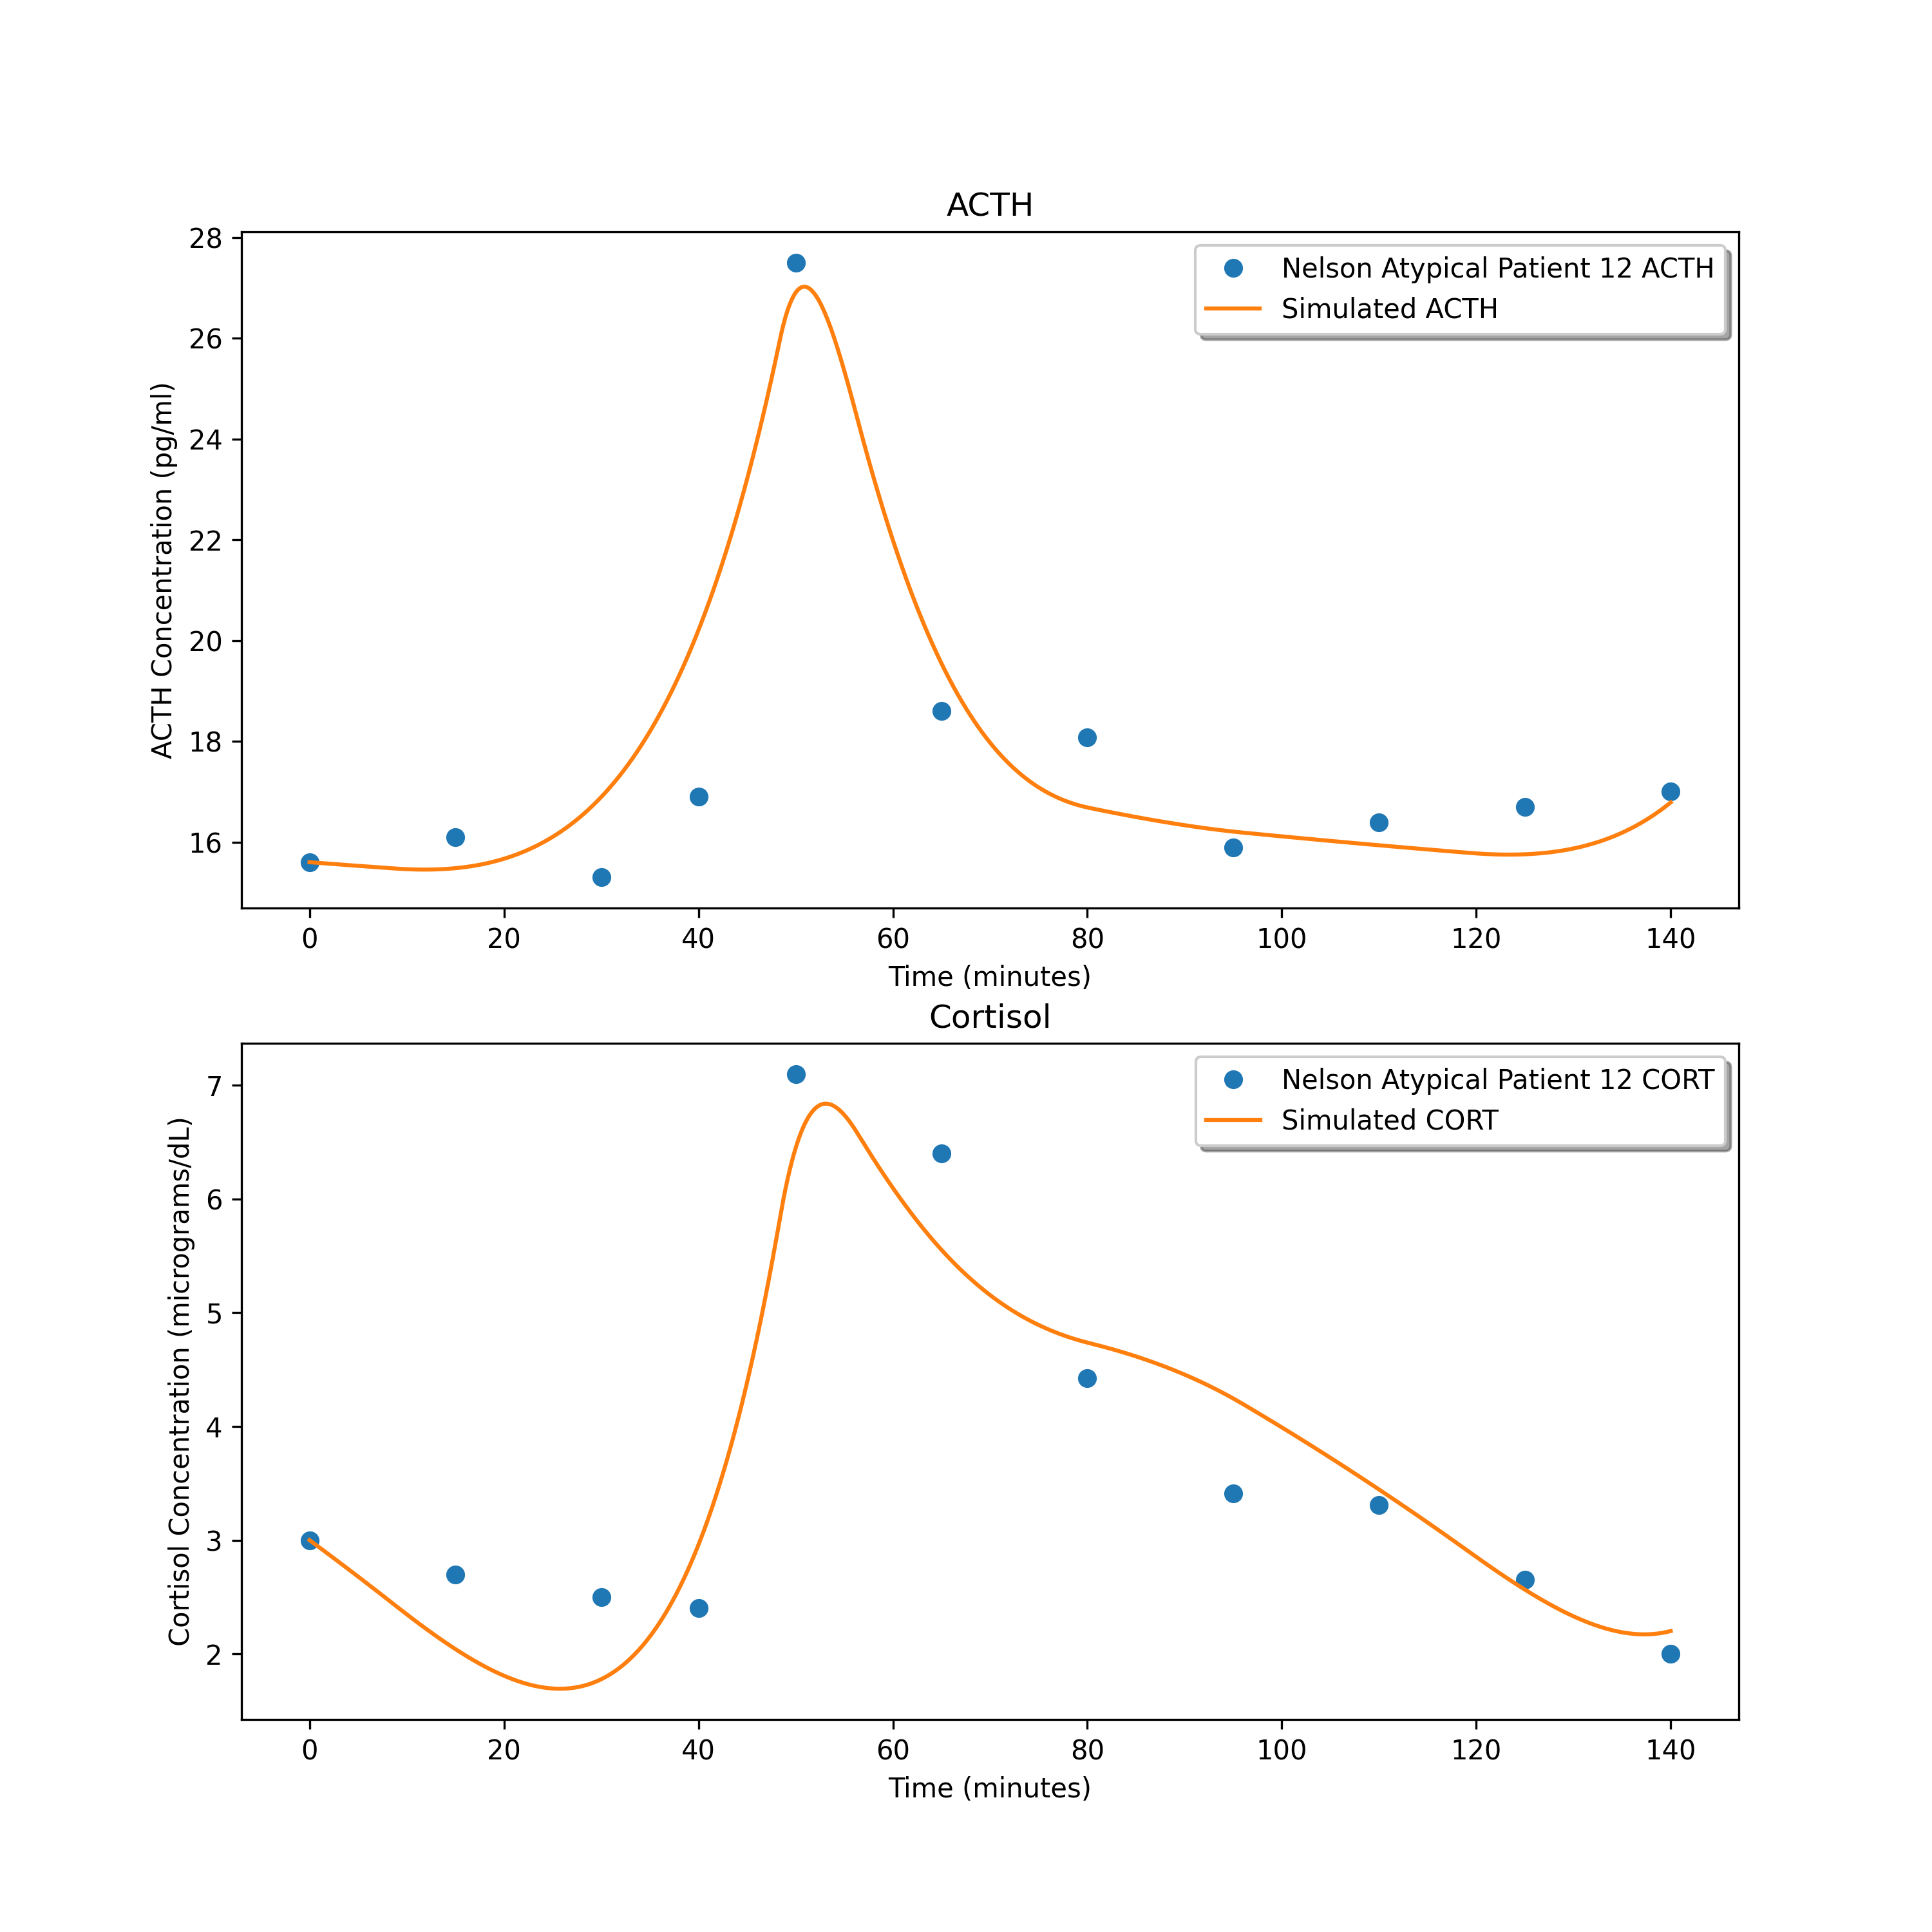 ACTH
28
26
24
22
20
18
16
ACTH Concentration (pg/ml)
Nelson Atypical Patient 12 ACTH
Simulated ACTH
0 20 40 60 80 100 120 140
Time (minutes)
Cortisol
7
6
5
4
3
2
Cortisol Concentration (micrograms/dL)
Nelson Atypical Patient 12 CORT
Simulated CORT
0 20 40 60 80 100 120 140
Time (minutes)